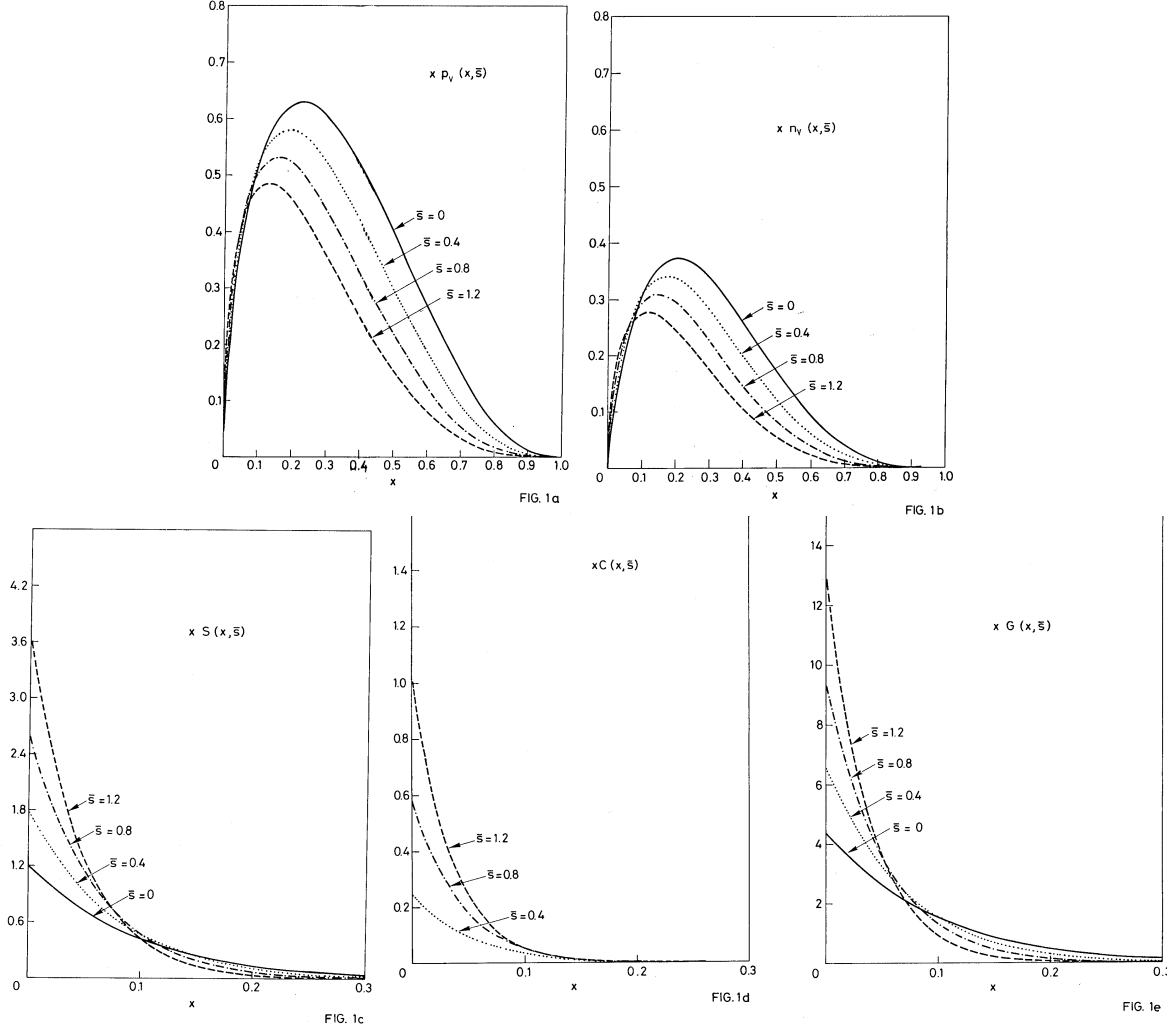 0.8
0.7
0.6
0.5
0.4
0.3
0.2
0.1
0
x pᵥ (x,s̄)
s̄ = 0
s̄ = 0.4
s̄ = 0.8
s̄ = 1.2
0.1 0.2 0.3 0.4 0.5 0.6 0.7 0.8 0.9 1.0
x
FIG. 1a
0.8
0.7
0.6
0.5
0.4
0.3
0.2
0.1
0
x nᵥ (x,s̄)
s̄ = 0
s̄ = 0.4
s̄ = 0.8
s̄ = 1.2
0.1 0.2 0.3 0.4 0.5 0.6 0.7 0.8 0.9 1.0
x
FIG. 1b
4.2
3.6
3.0
2.4
1.8
1.2
0.6
0
x S (x,s̄)
s̄ = 1.2
s̄ = 0.8
s̄ = 0.4
s̄ = 0
0.1 0.2 0.3
x
FIG. 1c
1.4
1.2
1.0
0.8
0.6
0.4
0.2
0
xC (x,s̄)
s̄ = 1.2
s̄ = 0.8
s̄ = 0.4
0.1 0.2 0.3
x
FIG. 1d
14
12
10
8
6
4
2
0
x G (x,s̄)
s̄ = 1.2
s̄ = 0.8
s̄ = 0.4
s̄ = 0
0.1 0.2 0.3
x
FIG. 1e